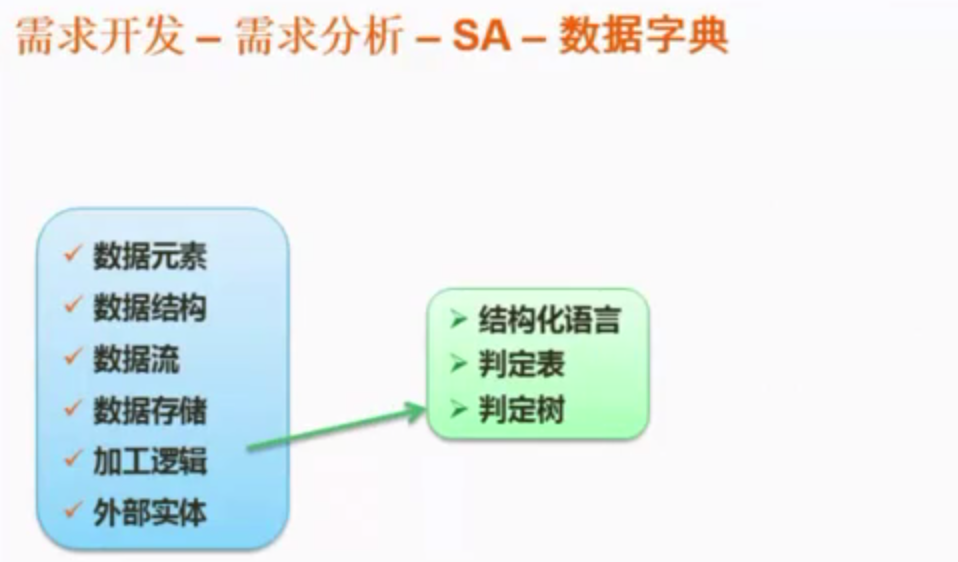 需求开发 – 需求分析 – SA – 数据字典
数据元素
数据结构
数据流
数据存储
加工逻辑
外部实体
结构化语言
判定表
判定树